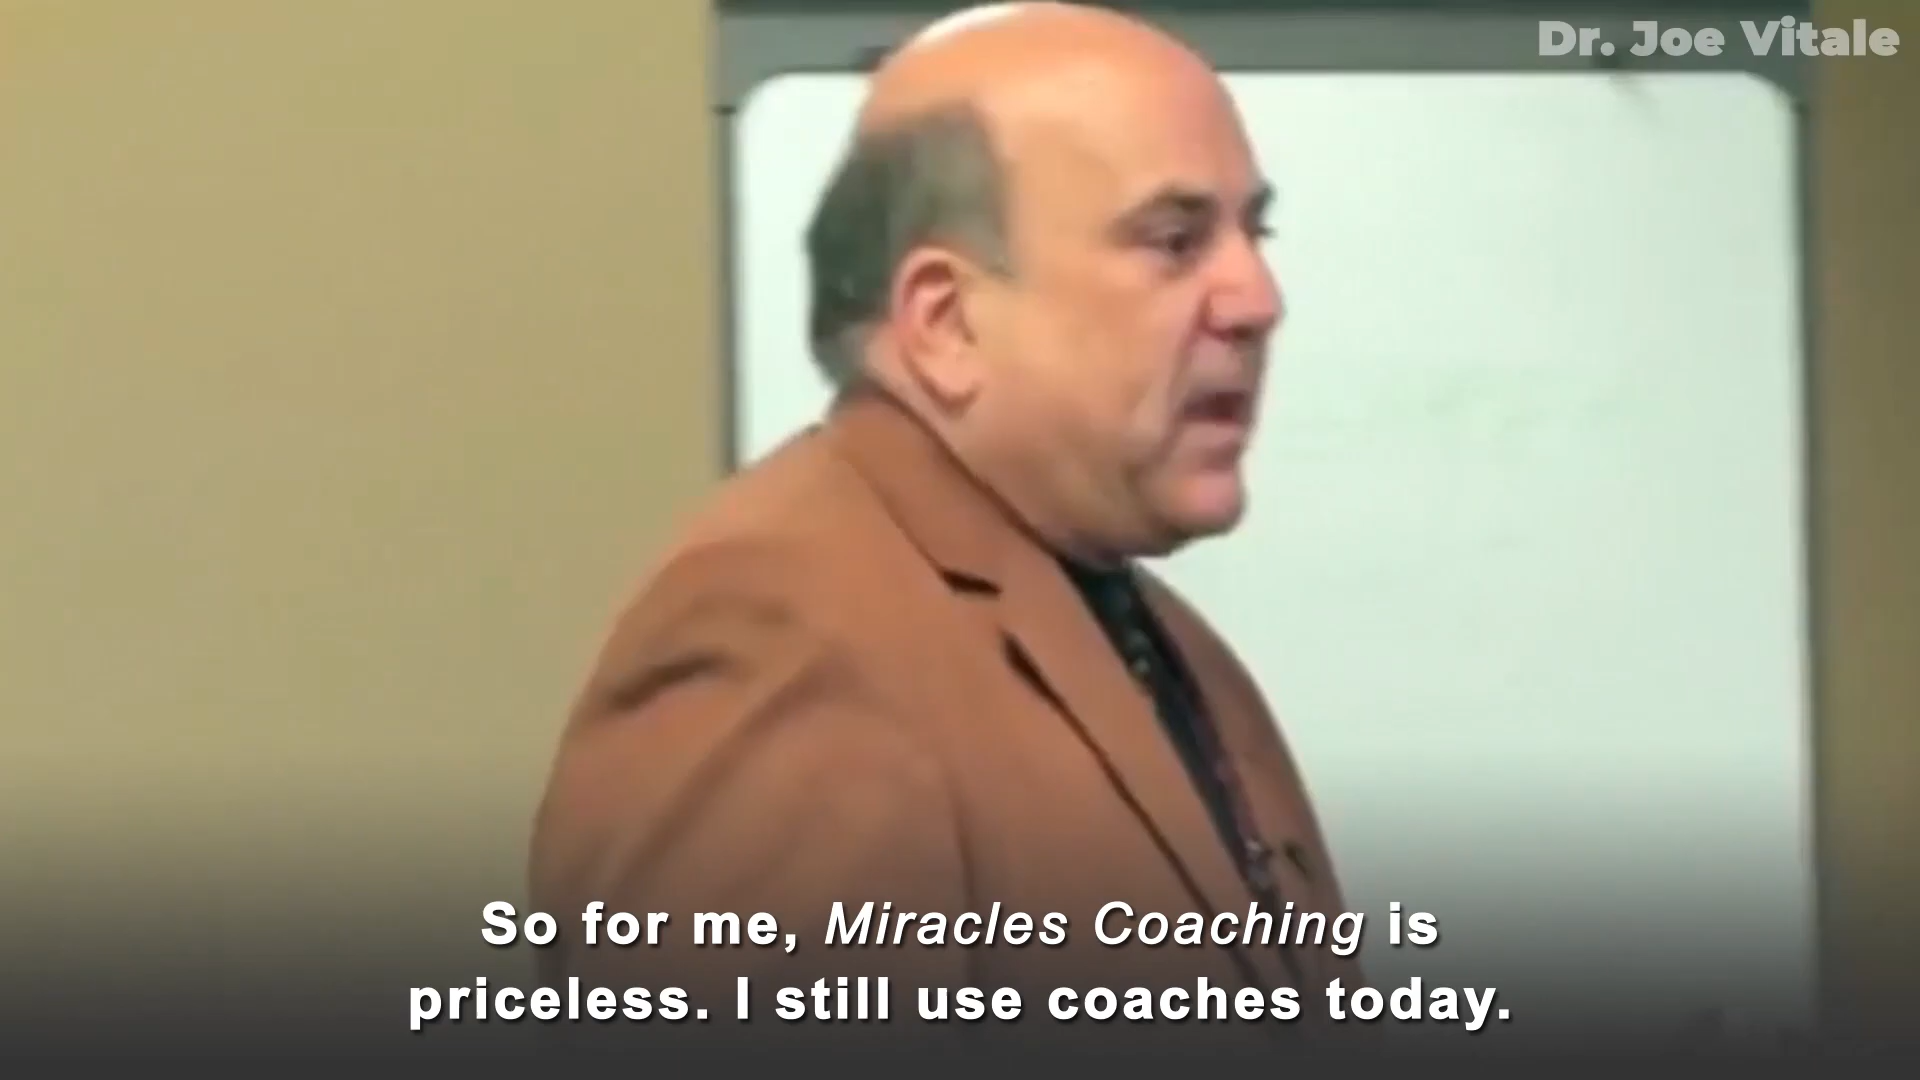 Dr. Joe Vitale
So for me, Miracles Coaching is
priceless. I still use coaches today.